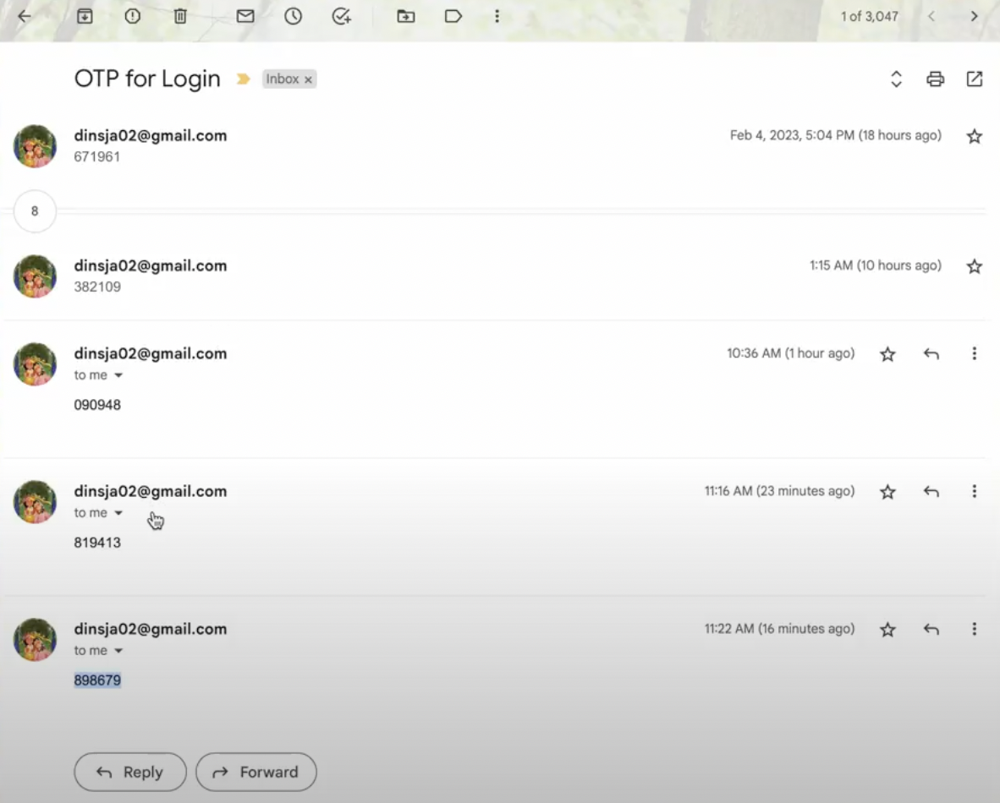 1 of 3,047
OTP for Login Inbox ×
dinsja02@gmail.com Feb 4, 2023, 5:04 PM (18 hours ago)
671961
8
dinsja02@gmail.com 1:15 AM (10 hours ago)
382109
dinsja02@gmail.com 10:36 AM (1 hour ago)
to me
090948
dinsja02@gmail.com 11:16 AM (23 minutes ago)
to me
819413
dinsja02@gmail.com 11:22 AM (16 minutes ago)
to me
898679
Reply Forward